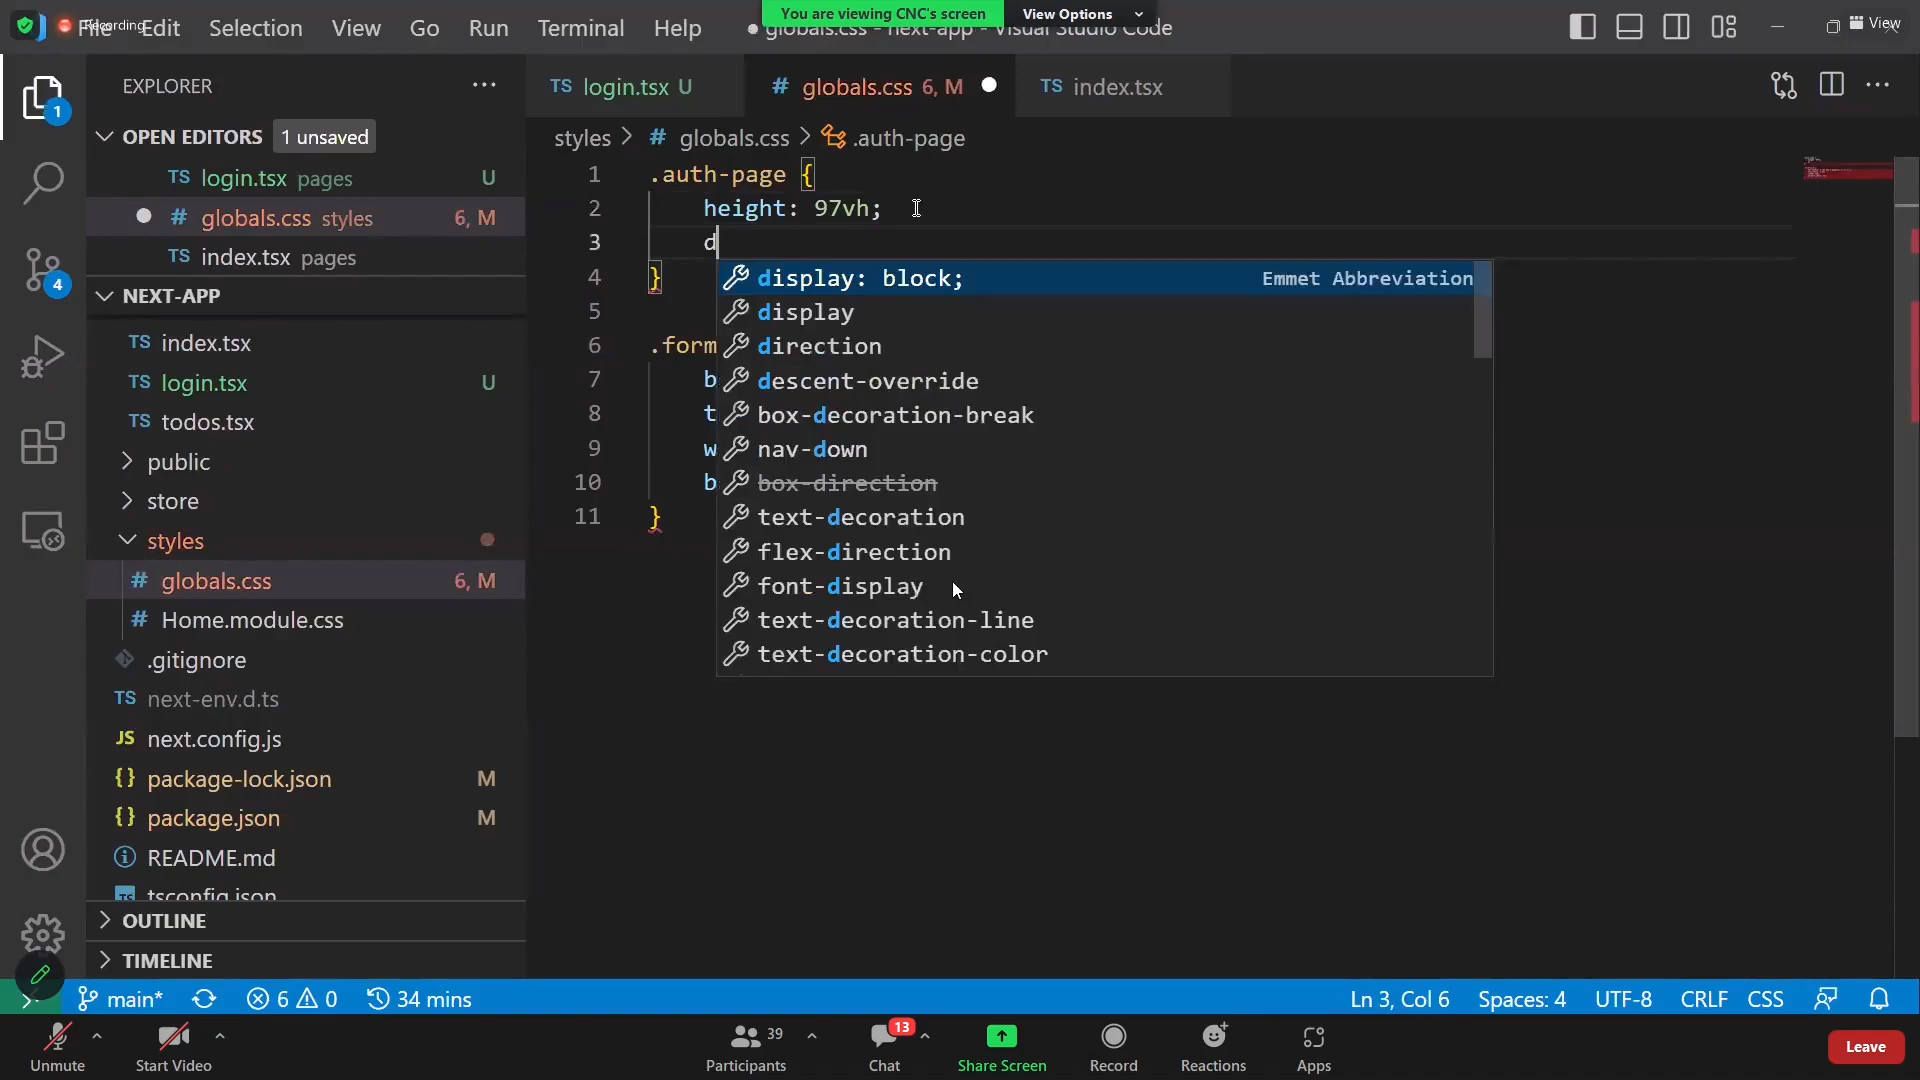 Recording
File Edit Selection View Go Run Terminal Help
You are viewing CNC's screen View Options
globals.css - next-app - Visual Studio Code
View
EXPLORER
OPEN EDITORS 1 unsaved
TS login.tsx pages U
# globals.css styles 6, M
TS index.tsx pages
NEXT-APP
TS index.tsx
TS login.tsx U
TS todos.tsx
public
store
styles
# globals.css 6, M
# Home.module.css
.gitignore
TS next-env.d.ts
JS next.config.js
{} package-lock.json M
{} package.json M
README.md
tsconfig.json
OUTLINE
TIMELINE
1
4
TS login.tsx U
# globals.css 6, M
TS index.tsx
styles > # globals.css > .auth-page
1 .auth-page {
2 height: 97vh;
3 d
4 }
5
6 .form
7 b
8 t
9 w
10 b
11 }
display: block; Emmet Abbreviation
display
direction
descent-override
box-decoration-break
nav-down
box-direction
text-decoration
flex-direction
font-display
text-decoration-line
text-decoration-color
main* 6 0 34 mins
Ln 3, Col 6 Spaces: 4 UTF-8 CRLF CSS
Unmute
Start Video
Participants 39
Chat 13
Share Screen
Record
Reactions
Apps
Leave